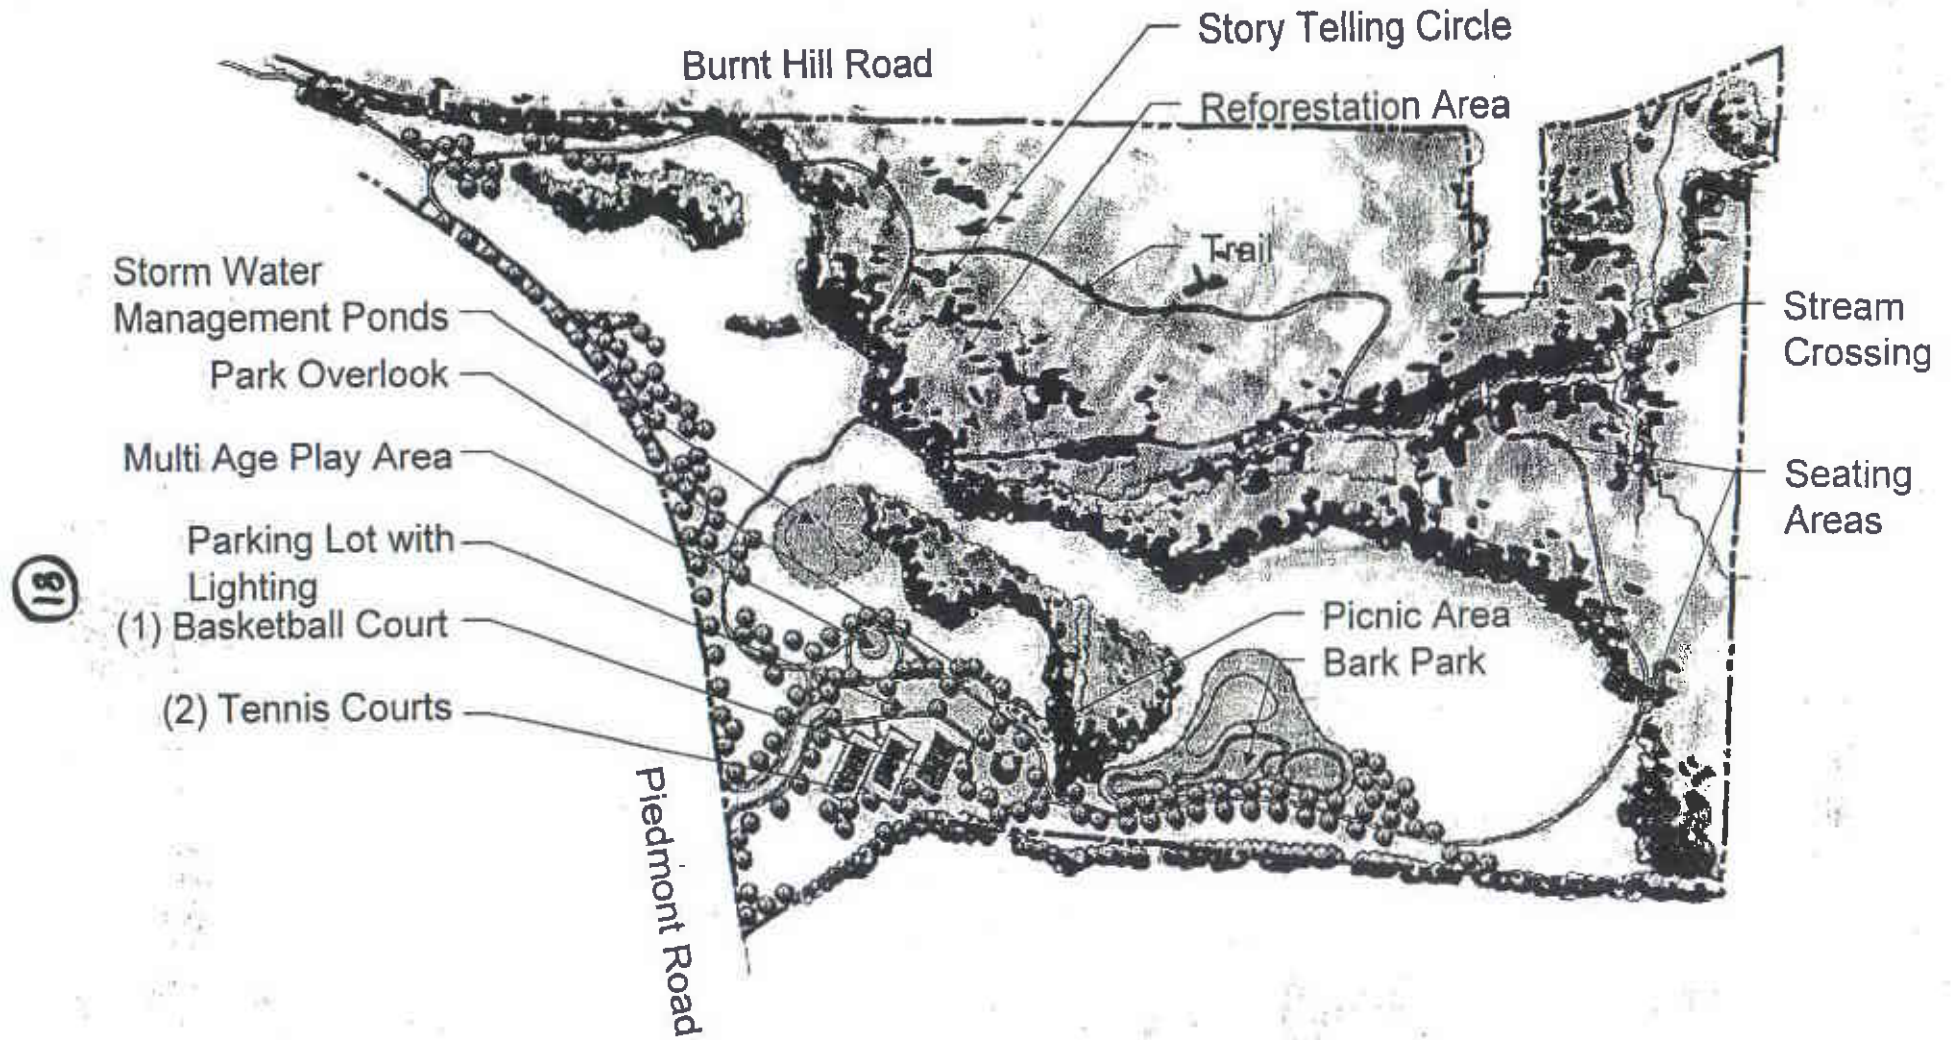 Story Telling Circle
Burnt Hill Road
Reforestation Area
Trail
Storm Water
Management Ponds
Park Overlook
Multi Age Play Area
Parking Lot with
Lighting
(1) Basketball Court
(2) Tennis Courts
Stream
Crossing
Seating
Areas
Picnic Area
Bark Park
Piedmont Road
18